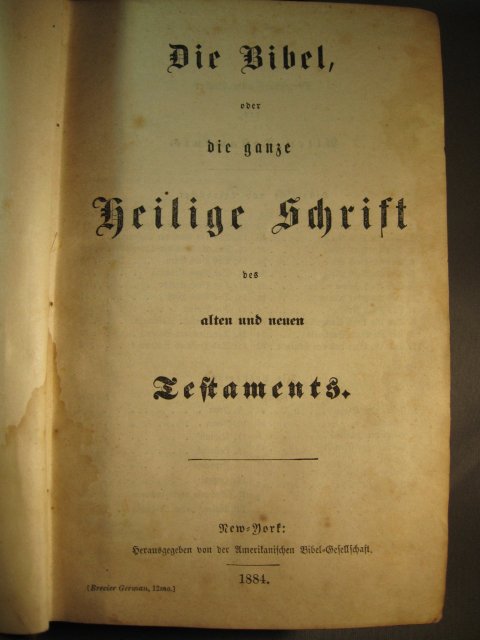 Die Bibel,
oder
die ganze
Heilige Schrift
des
alten und neuen
Testaments.
New-York:
Herausgegeben von der Amerikanischen Bibel-Gesellschaft.
1884.
[Brevier German, 12mo.]